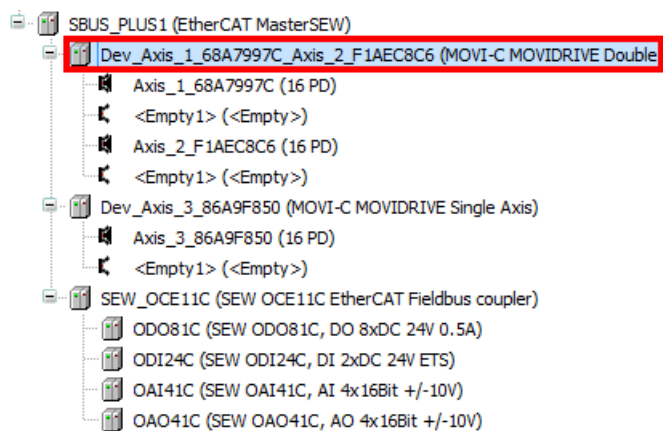 SBUS_PLUS1 (EtherCAT MasterSEW)
Dev_Axis_1_68A7997C_Axis_2_F1AEC8C6 (MOVI-C MOVIDRIVE Double
Axis_1_68A7997C (16 PD)
<Empty1> (<Empty>)
Axis_2_F1AEC8C6 (16 PD)
<Empty1> (<Empty>)
Dev_Axis_3_86A9F850 (MOVI-C MOVIDRIVE Single Axis)
Axis_3_86A9F850 (16 PD)
<Empty1> (<Empty>)
SEW_OCE11C (SEW OCE11C EtherCAT Fieldbus coupler)
ODO81C (SEW ODO81C, DO 8xDC 24V 0.5A)
ODI24C (SEW ODI24C, DI 2xDC 24V ETS)
OAI41C (SEW OAI41C, AI 4x16Bit +/-10V)
OAO41C (SEW OAO41C, AO 4x16Bit +/-10V)